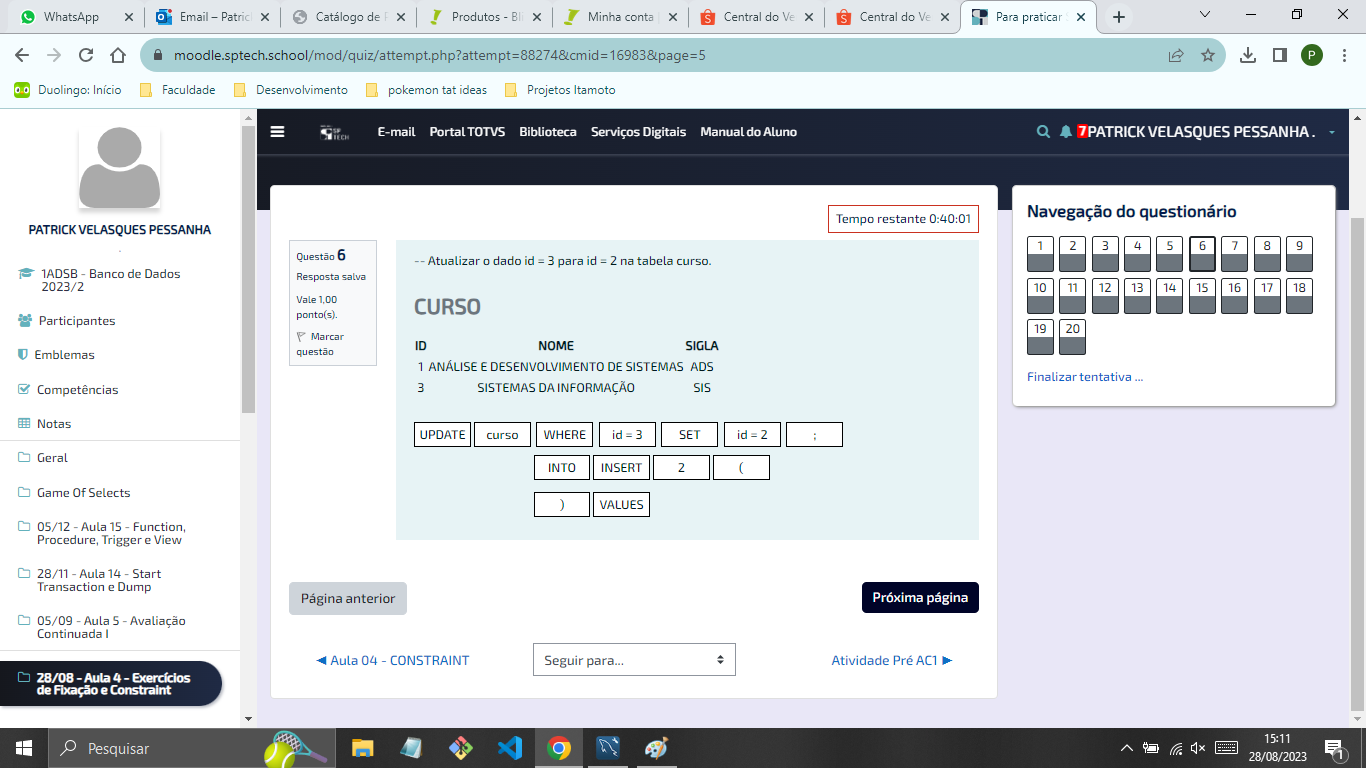 WhatsApp
Email – Patric
Catálogo de F
Produtos - Bli
Minha conta
Central do Ve
Central do Ve
Para praticar
moodle.sptech.school/mod/quiz/attempt.php?attempt=88274&cmid=16983&page=5
P
Duolingo: Início
Faculdade
Desenvolvimento
pokemon tat ideas
Projetos Itamoto
SP TECH
E-mail
Portal TOTVS
Biblioteca
Serviços Digitais
Manual do Aluno
7
PATRICK VELASQUES PESSANHA .
PATRICK VELASQUES PESSANHA
.
1ADSB - Banco de Dados
2023/2
Participantes
Emblemas
Competências
Notas
Geral
Game Of Selects
05/12 - Aula 15 - Function,
Procedure, Trigger e View
28/11 - Aula 14 - Start
Transaction e Dump
05/09 - Aula 5 - Avaliação
Continuada I
28/08 - Aula 4 - Exercícios
de Fixação e Constraint
Tempo restante 0:40:01
Questão 6
Resposta salva
Vale 1,00
ponto(s).
Marcar
questão
-- Atualizar o dado id = 3 para id = 2 na tabela curso.
CURSO
ID NOME SIGLA
1 ANÁLISE E DESENVOLVIMENTO DE SISTEMAS ADS
3 SISTEMAS DA INFORMAÇÃO SIS
UPDATE curso WHERE id = 3 SET id = 2 ;
INTO INSERT 2 (
) VALUES
Página anterior
Próxima página
◄ Aula 04 - CONSTRAINT
Seguir para...
Atividade Pré AC1 ►
Navegação do questionário
1 2 3 4 5 6 7 8 9
10 11 12 13 14 15 16 17 18
19 20
Finalizar tentativa ...
Pesquisar
15:11
28/08/2023
1